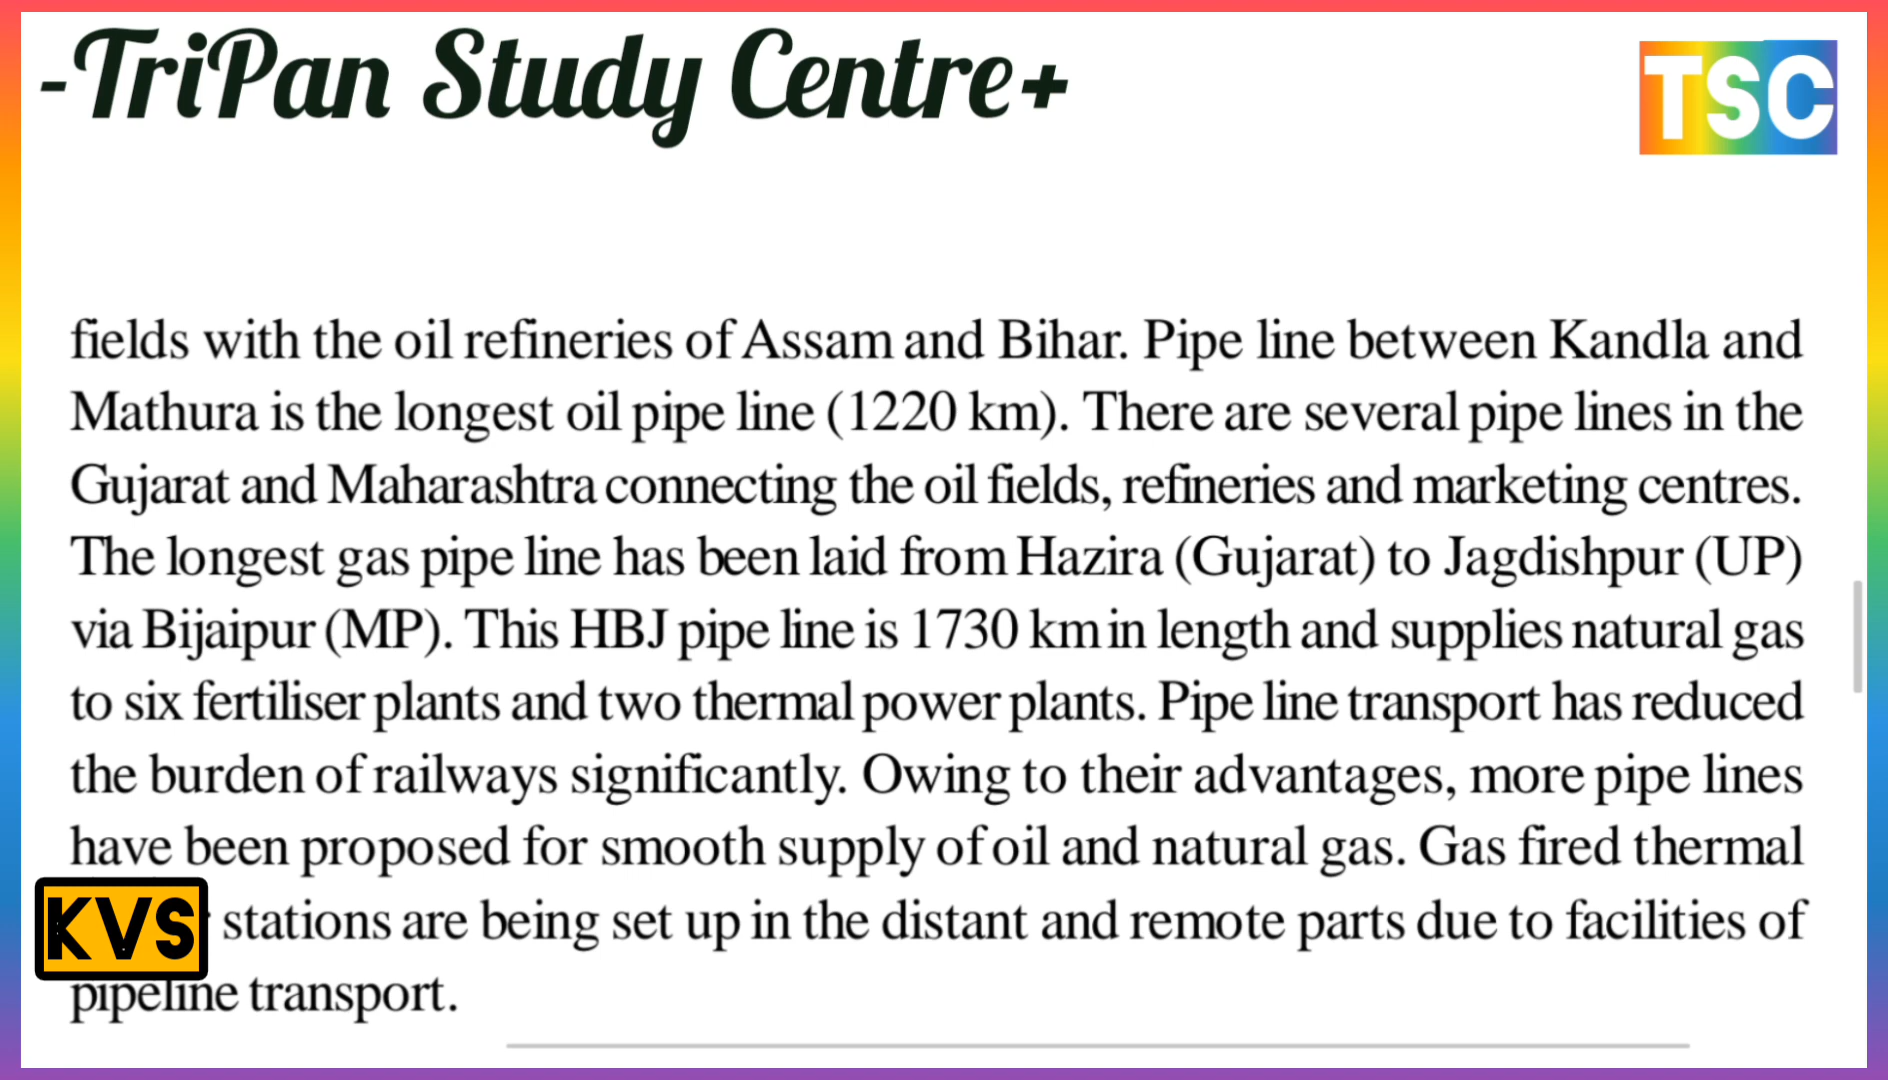 -TriPan Study Centre+
TSC
fields with the oil refineries of Assam and Bihar. Pipe line between Kandla and
Mathura is the longest oil pipe line (1220 km). There are several pipe lines in the
Gujarat and Maharashtra connecting the oil fields, refineries and marketing centres.
The longest gas pipe line has been laid from Hazira (Gujarat) to Jagdishpur (UP)
via Bijaipur (MP). This HBJ pipe line is 1730 km in length and supplies natural gas
to six fertiliser plants and two thermal power plants. Pipe line transport has reduced
the burden of railways significantly. Owing to their advantages, more pipe lines
have been proposed for smooth supply of oil and natural gas. Gas fired thermal
stations are being set up in the distant and remote parts due to facilities of
KVS
pipeline transport.